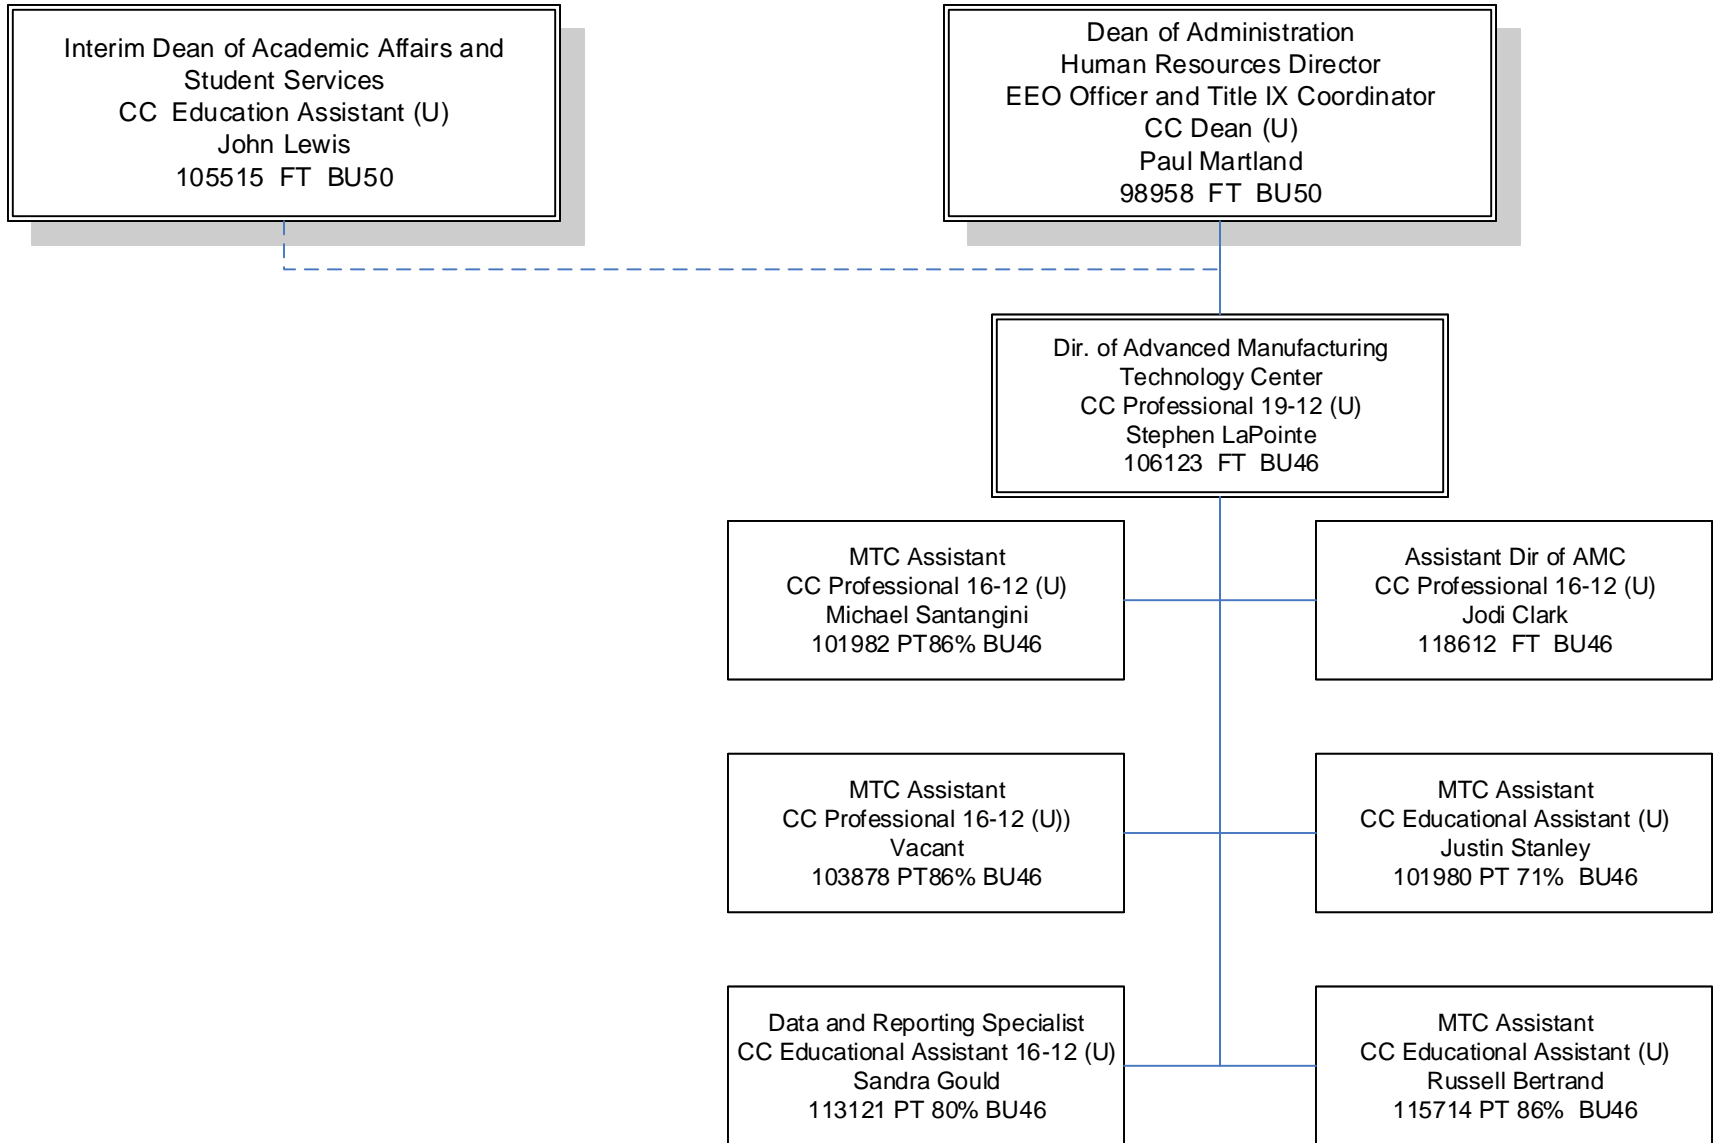 Interim Dean of Academic Affairs and
Student Services
CC  Education Assistant (U)
John Lewis
105515  FT  BU50
Dean of Administration
Human Resources Director
EEO Officer and Title IX Coordinator
CC Dean (U)
Paul Martland
98958  FT  BU50
Dir. of Advanced Manufacturing
Technology Center
CC Professional 19-12 (U)
Stephen LaPointe
106123  FT  BU46
MTC Assistant
CC Professional 16-12 (U)
Michael Santangini
101982 PT86% BU46
Assistant Dir of AMC
CC Professional 16-12 (U)
Jodi Clark
118612  FT  BU46
MTC Assistant
CC Professional 16-12 (U))
Vacant
103878 PT86% BU46
MTC Assistant
CC Educational Assistant (U)
Justin Stanley
101980 PT 71%  BU46
Data and Reporting Specialist
CC Educational Assistant 16-12 (U)
Sandra Gould
113121 PT 80% BU46
MTC Assistant
CC Educational Assistant (U)
Russell Bertrand
115714 PT 86%  BU46